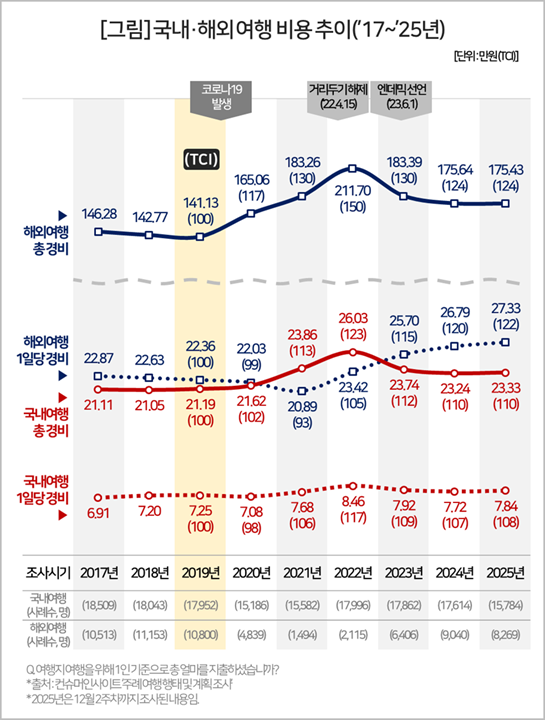 [그림] 국내·해외여행 비용 추이('17~'25년)
[단위 : 만원(TCI)]
코로나19
발생
거리두기 해제
('22.4.15)
엔데믹 선언
('23.6.1)
(TCI)
해외여행
총 경비
146.28 142.77 141.13 165.06 183.26 211.70 183.39 175.64 175.43
(100) (117) (130) (150) (130) (124) (124)
해외여행
1일당 경비
22.87 22.63 22.36 22.03 20.89 23.42 25.70 26.79 27.33
(100) (99) (93) (105) (115) (120) (122)
국내여행
총 경비
21.11 21.05 21.19 21.62 23.86 26.03 23.74 23.24 23.33
(100) (102) (113) (123) (112) (110) (110)
국내여행
1일당 경비
6.91 7.20 7.25 7.08 7.68 8.46 7.92 7.72 7.84
(100) (98) (106) (117) (109) (107) (108)
조사시기 2017년 2018년 2019년 2020년 2021년 2022년 2023년 2024년 2025년
국내여행
(사례수, 명) (18,509) (18,043) (17,952) (15,186) (15,582) (17,996) (17,862) (17,614) (15,784)
해외여행
(사례수, 명) (10,513) (11,153) (10,800) (4,839) (1,494) (2,115) (6,406) (9,040) (8,269)
Q. 여행지 여행을 위해 1인 기준으로 총 얼마를 지출하셨습니까?
*출처 : 컨슈머인사이트 '주례 여행 행태 및 계획 조사'
*2025년은 12월 2주차까지 조사된 내용임.